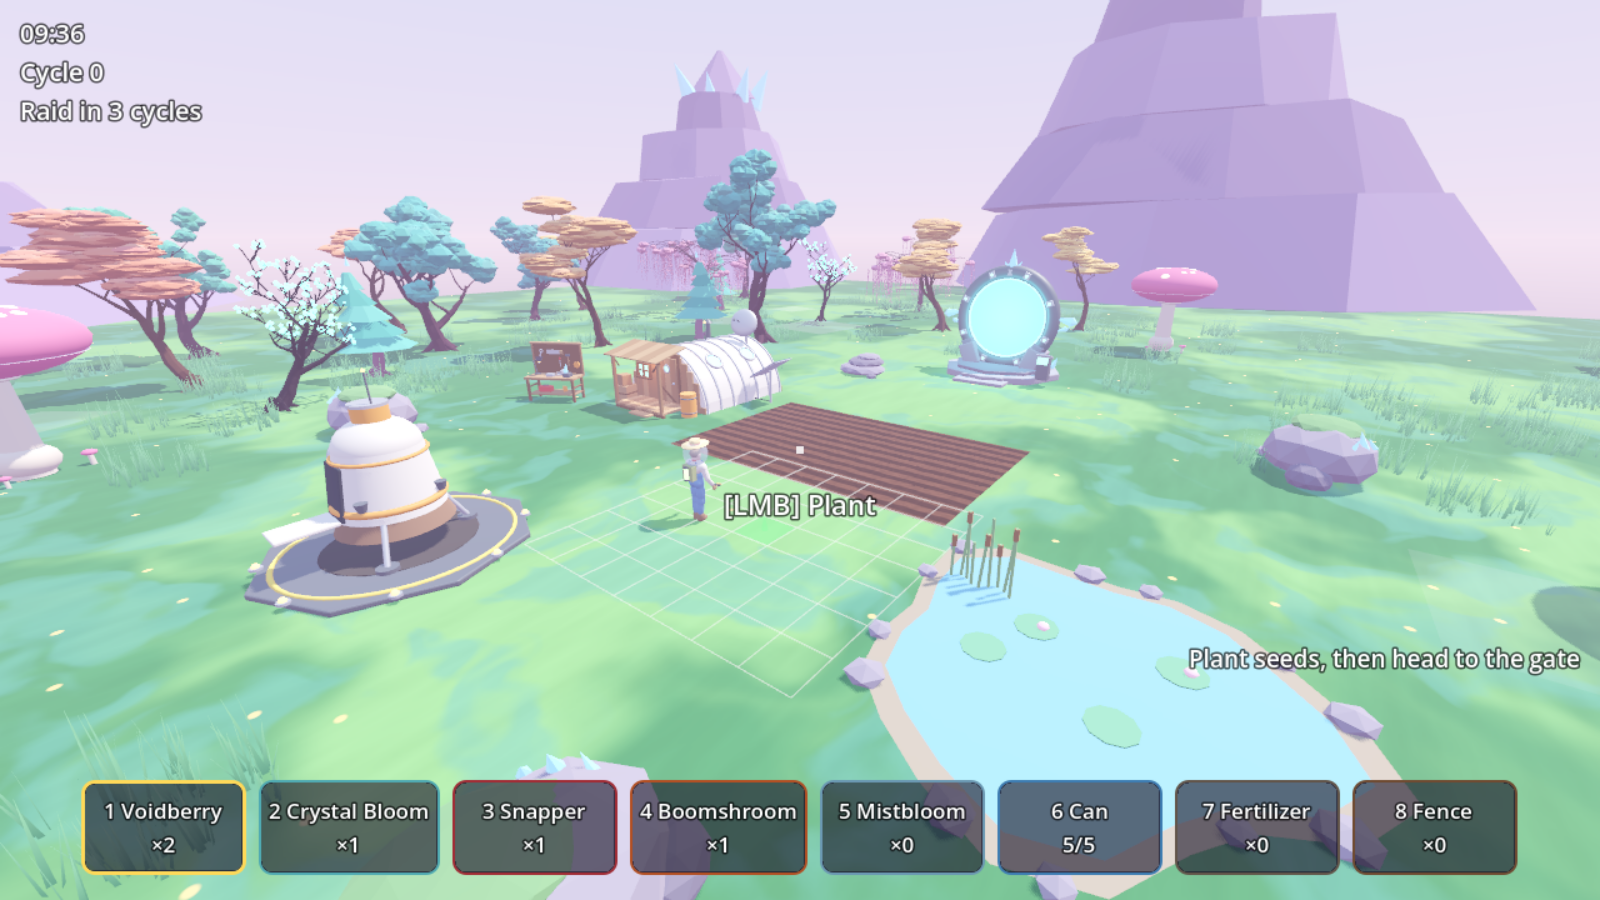 09:36
Cycle 0
Raid in 3 cycles
[LMB] Plant
Plant seeds, then head to the gate
1 Voidberry
×2
2 Crystal Bloom
×1
3 Snapper
×1
4 Boomshroom
×1
5 Mistbloom
×0
6 Can
5/5
7 Fertilizer
×0
8 Fence
×0